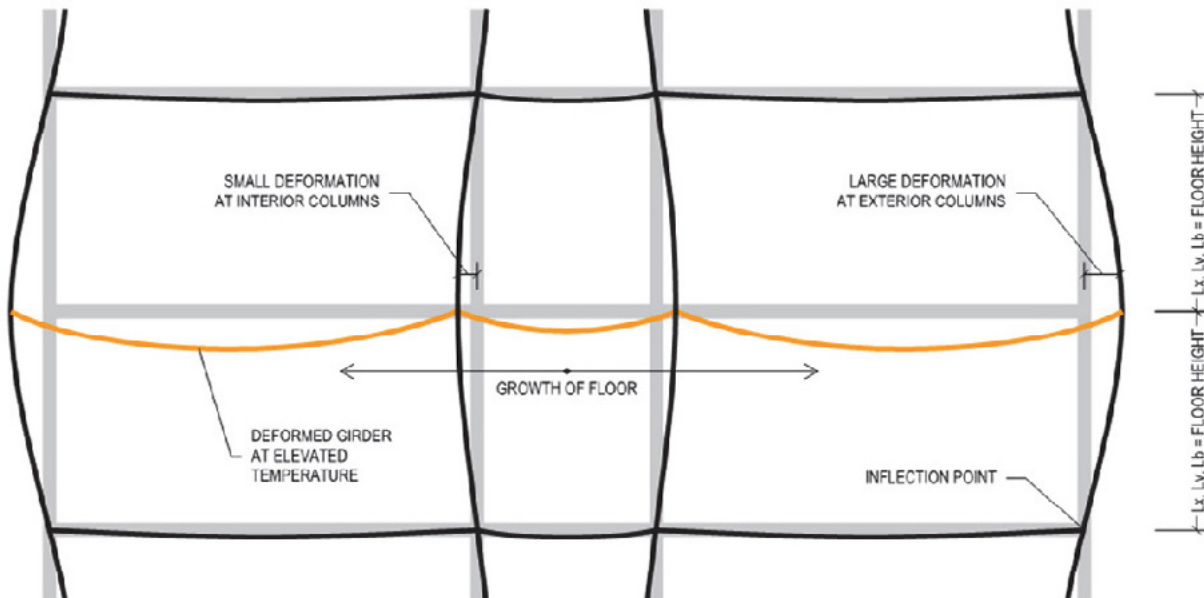 SMALL DEFORMATION
AT INTERIOR COLUMNS
LARGE DEFORMATION
AT EXTERIOR COLUMNS
Lx, Ly, Lb = FLOOR HEIGHT
GROWTH OF FLOOR
DEFORMED GIRDER
AT ELEVATED
TEMPERATURE
INFLECTION POINT
Lx, Ly, Lb = FLOOR HEIGHT